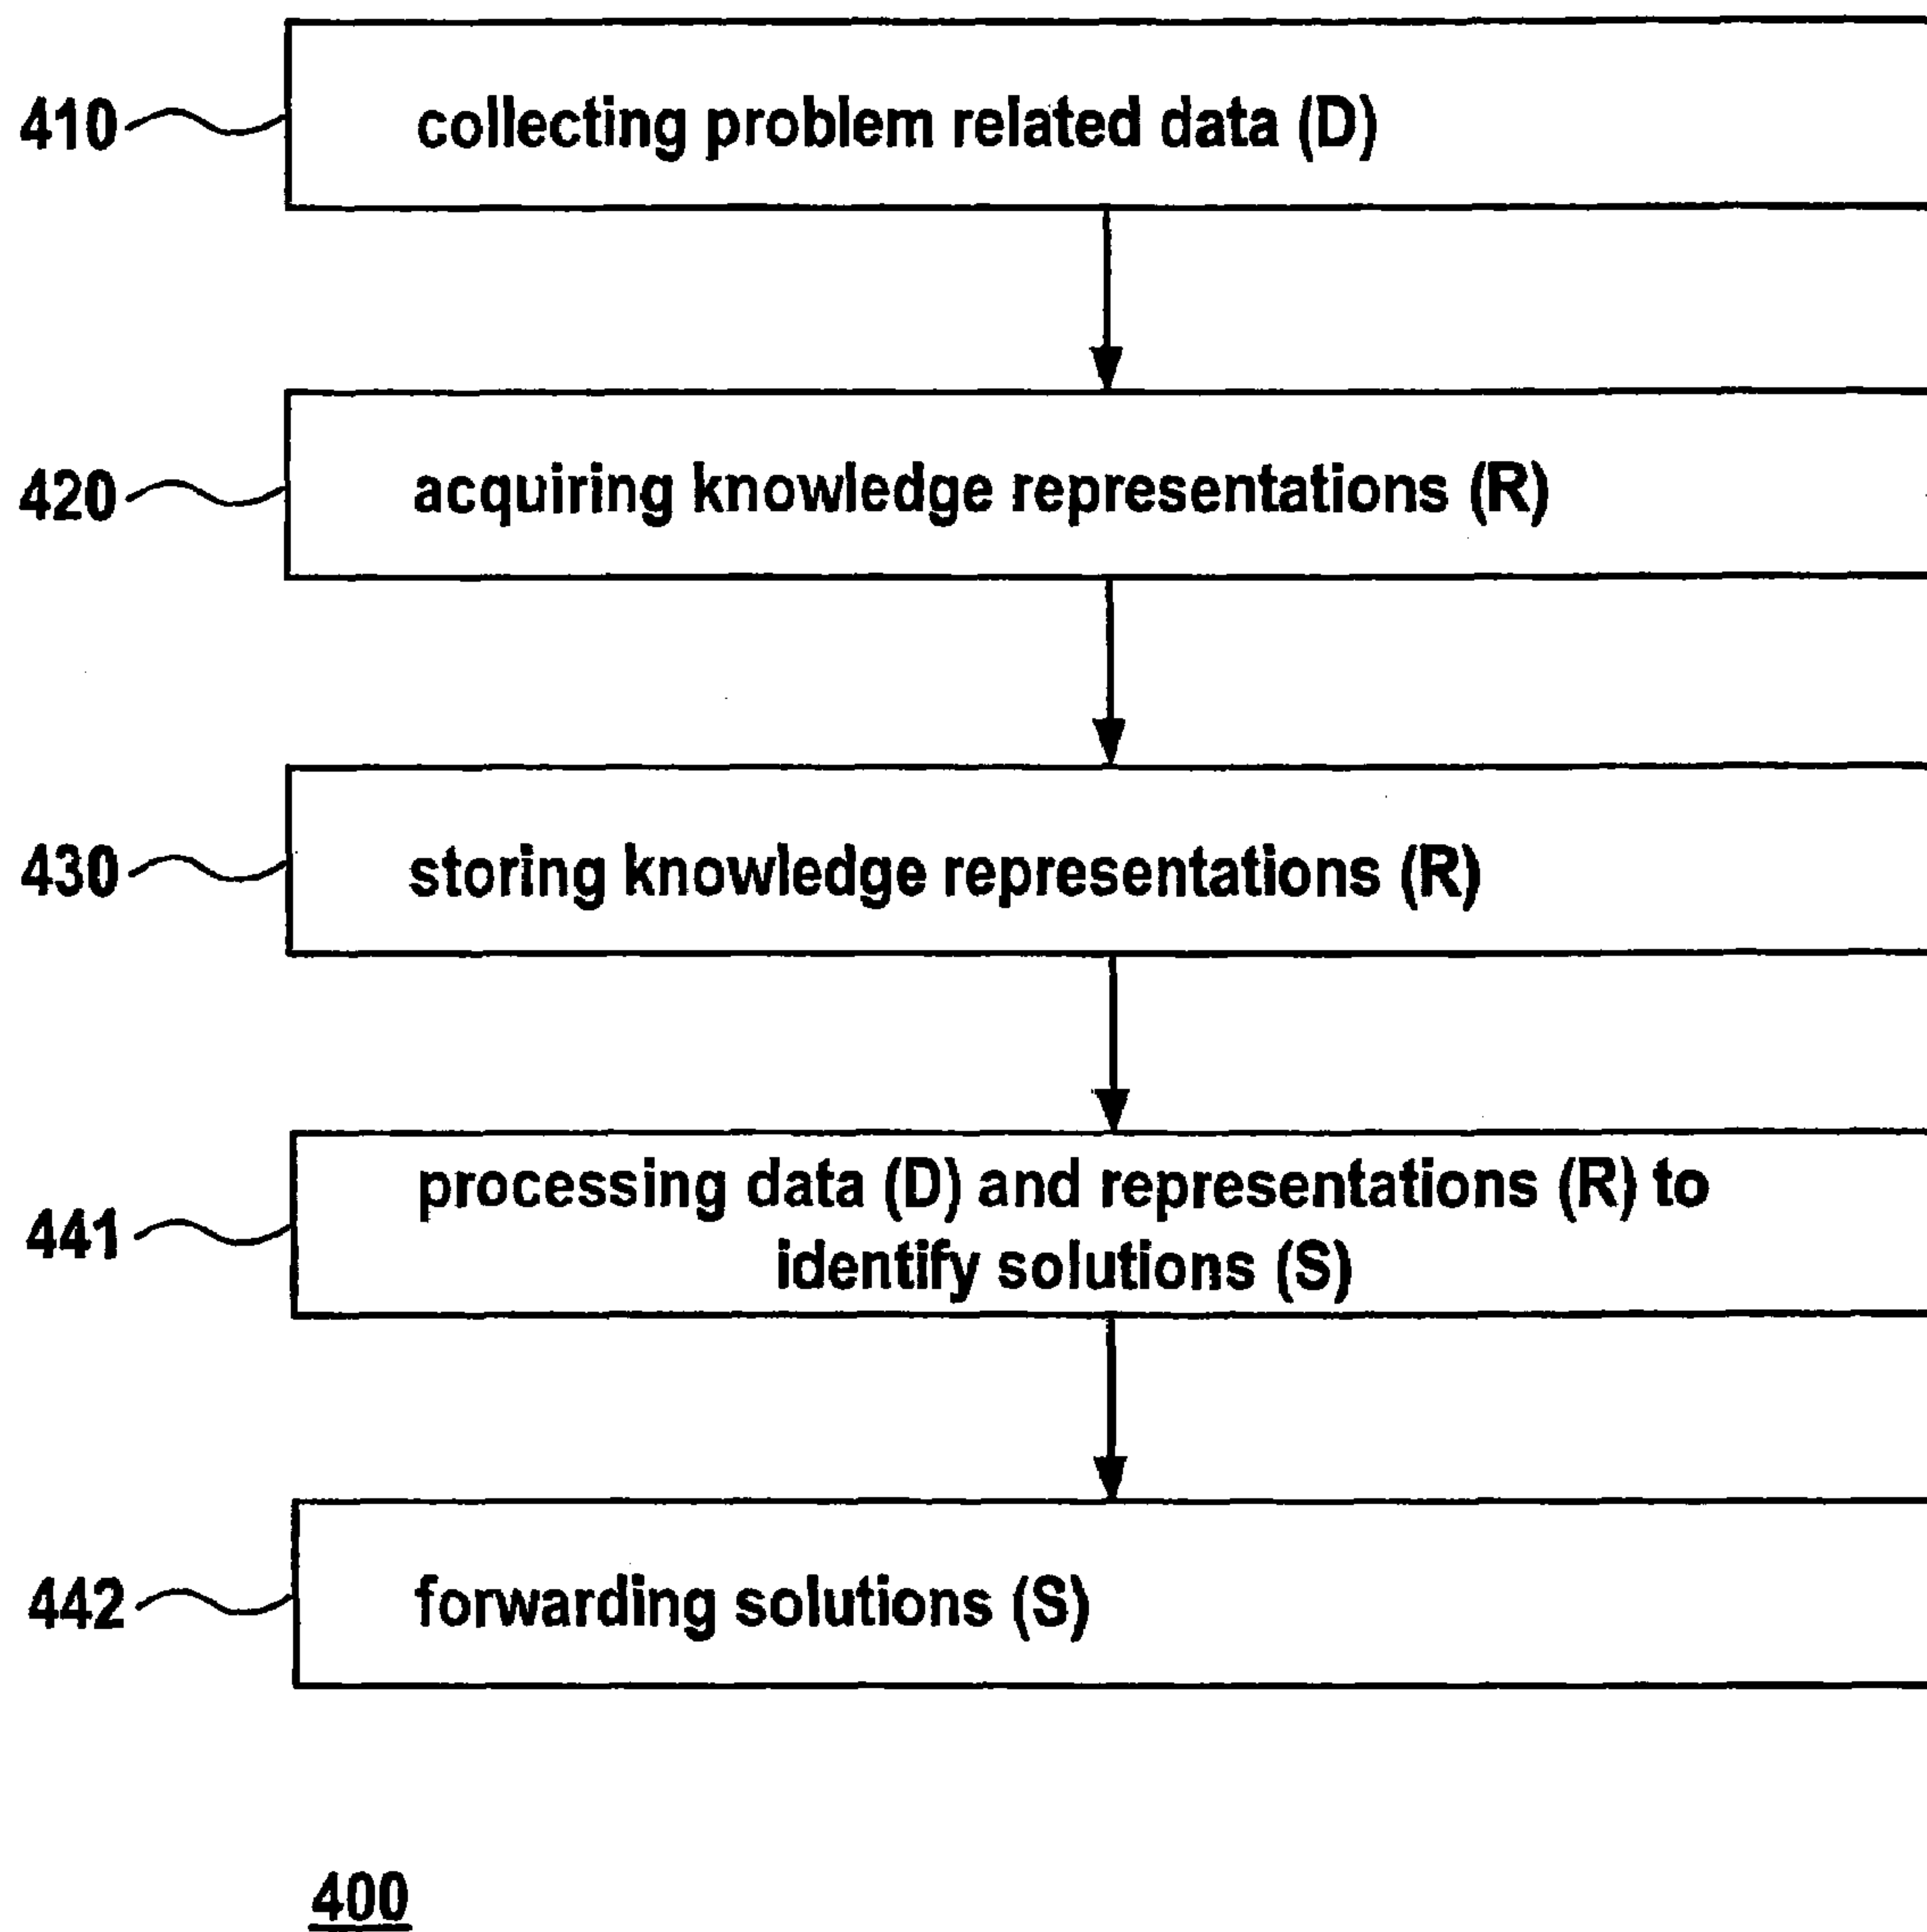 410 collecting problem related data (D)
420 acquiring knowledge representations (R)
430 storing knowledge representations (R)
441 processing data (D) and representations (R) to
identify solutions (S)
442 forwarding solutions (S)
400